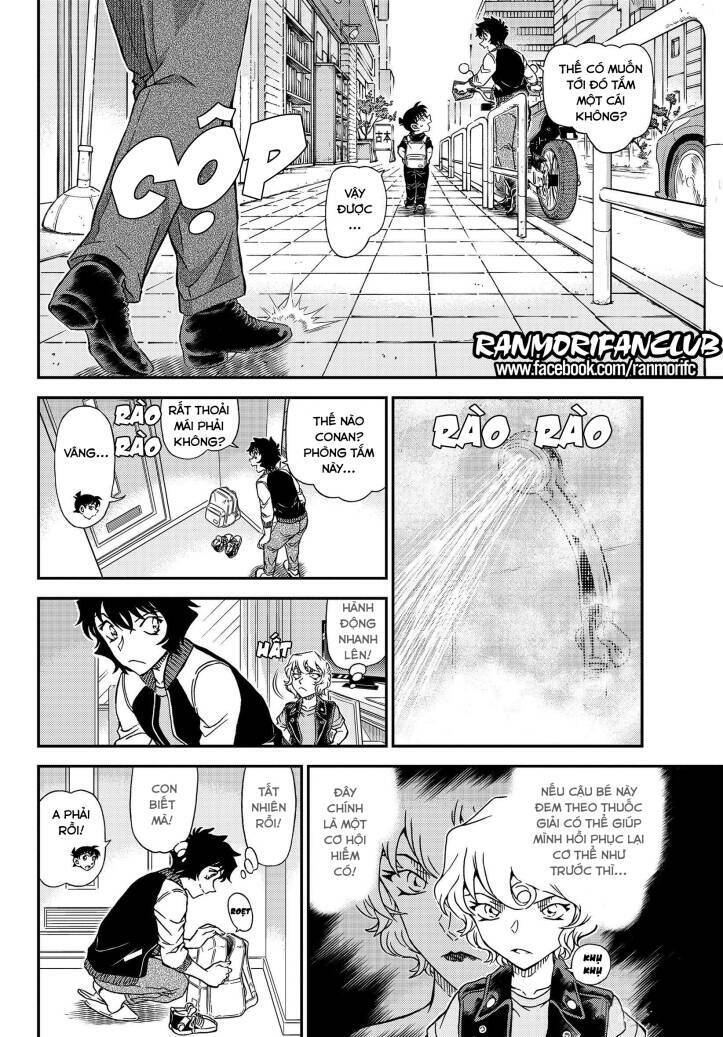 THẾ CÓ MUỐN
TỚI ĐÓ TẮM
MỘT CÁI
KHÔNG?
VẬY
ĐƯỢC
...
CỘP
古本
RANMORIFANCLUB
www.facebook.com/ranmorifc
THẾ NÀO
CONAN?
PHÒNG TẮM
NÀY...
RẤT THOẢI
MÁI PHẢI
KHÔNG?
RÀO
RÀO
VÂNG...
RÀO RÀO
HÀNH
ĐỘNG
NHANH
LÊN!
HẤT
TẤT
NHIÊN
RỒI!
CON
BIẾT
MÀ!
A PHẢI
RỒI!
ROẸT
NẾU CẬU BÉ NÀY
ĐEM THEO THUỐC
GIẢI CÓ THỂ GIÚP
MÌNH HỒI PHỤC LẠI
CƠ THỂ NHƯ
TRƯỚC THÌ...
ĐÂY
CHÍNH
LÀ MỘT
CƠ HỘI
HIẾM
CÓ!
KHỤ
KHỤ